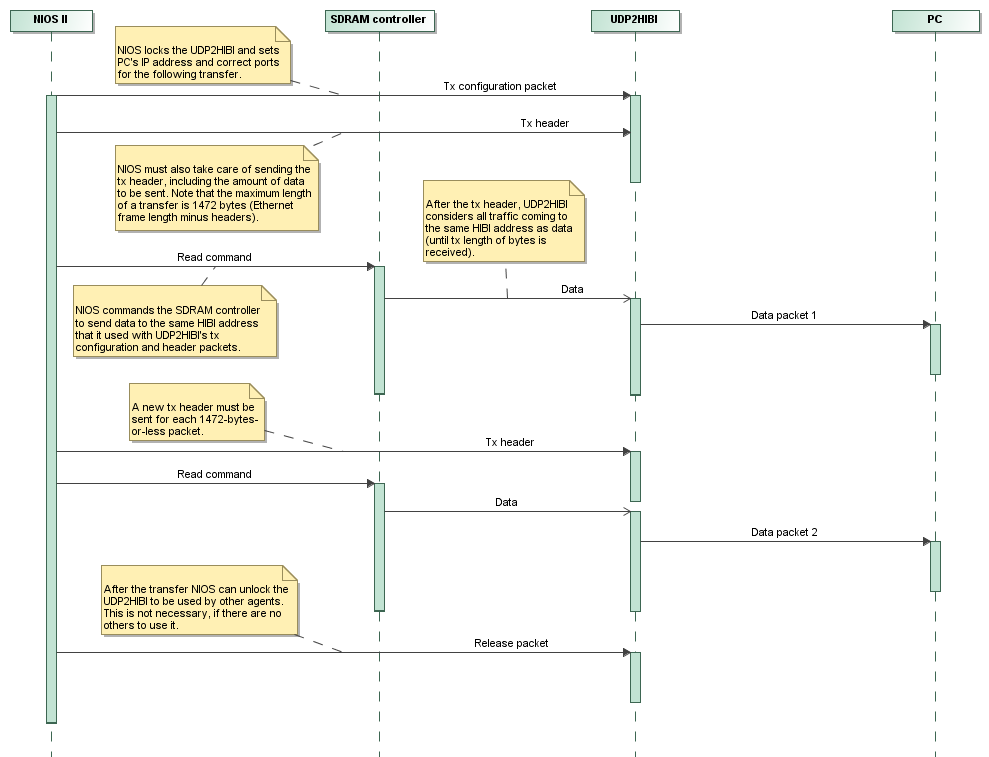 NIOS II
SDRAM controller
UDP2HIBI
PC
NIOS locks the UDP2HIBI and sets
PC's IP address and correct ports
for the following transfer.
Tx configuration packet
Tx header
NIOS must also take care of sending the
tx header, including the amount of data
to be sent. Note that the maximum length
of a transfer is 1472 bytes (Ethernet
frame length minus headers).
After the tx header, UDP2HIBI
considers all traffic coming to
the same HIBI address as data
(until tx length of bytes is
received).
Read command
Data
NIOS commands the SDRAM controller
to send data to the same HIBI address
that it used with UDP2HIBI's tx
configuration and header packets.
Data packet 1
A new tx header must be
sent for each 1472-bytes-
or-less packet.
Tx header
Read command
Data
Data packet 2
After the transfer NIOS can unlock the
UDP2HIBI to be used by other agents.
This is not necessary, if there are no
others to use it.
Release packet